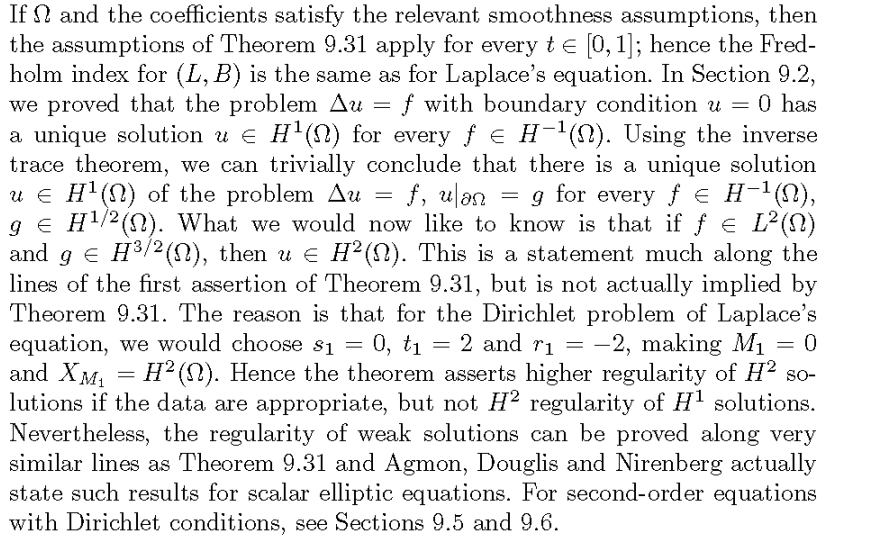 If Ω and the coefficients satisfy the relevant smoothness assumptions, then
the assumptions of Theorem 9.31 apply for every t ∈ [0, 1]; hence the Fred-
holm index for (L, B) is the same as for Laplace's equation. In Section 9.2,
we proved that the problem Δu = f with boundary condition u = 0 has
a unique solution u ∈ H¹(Ω) for every f ∈ H⁻¹(Ω). Using the inverse
trace theorem, we can trivially conclude that there is a unique solution
u ∈ H¹(Ω) of the problem Δu = f, u|∂Ω = g for every f ∈ H⁻¹(Ω),
g ∈ H^{1/2}(Ω). What we would now like to know is that if f ∈ L²(Ω)
and g ∈ H^{3/2}(Ω), then u ∈ H²(Ω). This is a statement much along the
lines of the first assertion of Theorem 9.31, but is not actually implied by
Theorem 9.31. The reason is that for the Dirichlet problem of Laplace's
equation, we would choose s₁ = 0, t₁ = 2 and r₁ = −2, making M₁ = 0
and X_{M₁} = H²(Ω). Hence the theorem asserts higher regularity of H² so-
lutions if the data are appropriate, but not H² regularity of H¹ solutions.
Nevertheless, the regularity of weak solutions can be proved along very
similar lines as Theorem 9.31 and Agmon, Douglis and Nirenberg actually
state such results for scalar elliptic equations. For second-order equations
with Dirichlet conditions, see Sections 9.5 and 9.6.